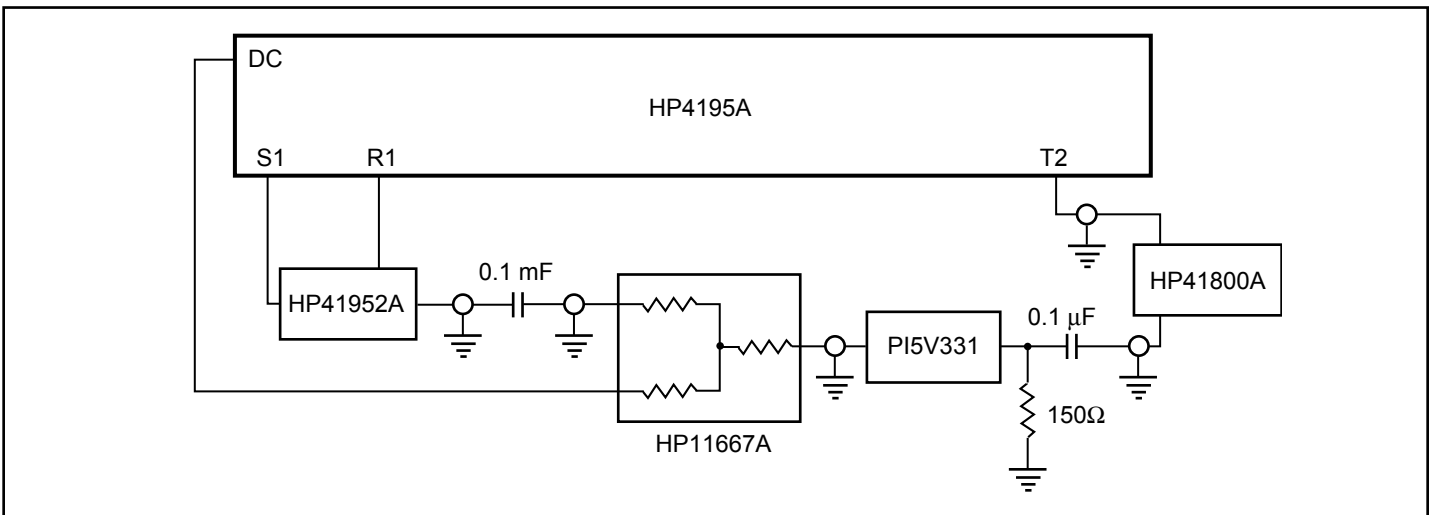 DC
HP4195A
S1
R1
T2
HP41952A
0.1 mF
HP11667A
PI5V331
0.1 μF
150Ω
HP41800A